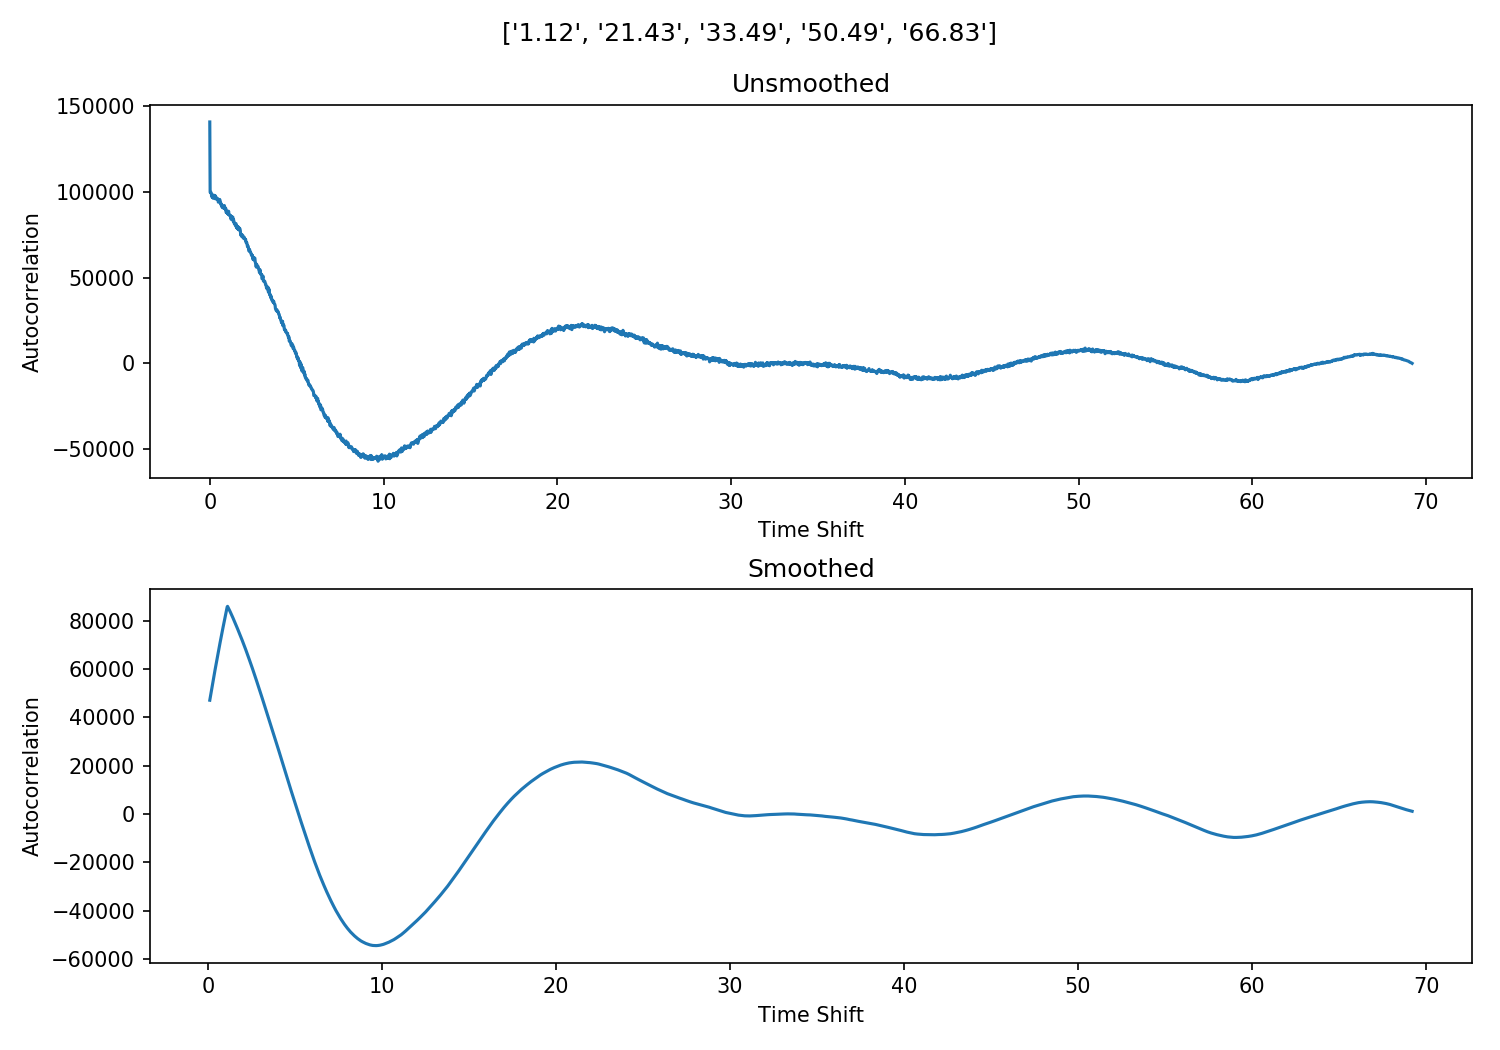 ['1.12', '21.43', '33.49', '50.49', '66.83']
Unsmoothed
Autocorrelation
150000
100000
50000
0
−50000
0 10 20 30 40 50 60 70
Time Shift
Smoothed
Autocorrelation
80000
60000
40000
20000
0
−20000
−40000
−60000
0 10 20 30 40 50 60 70
Time Shift